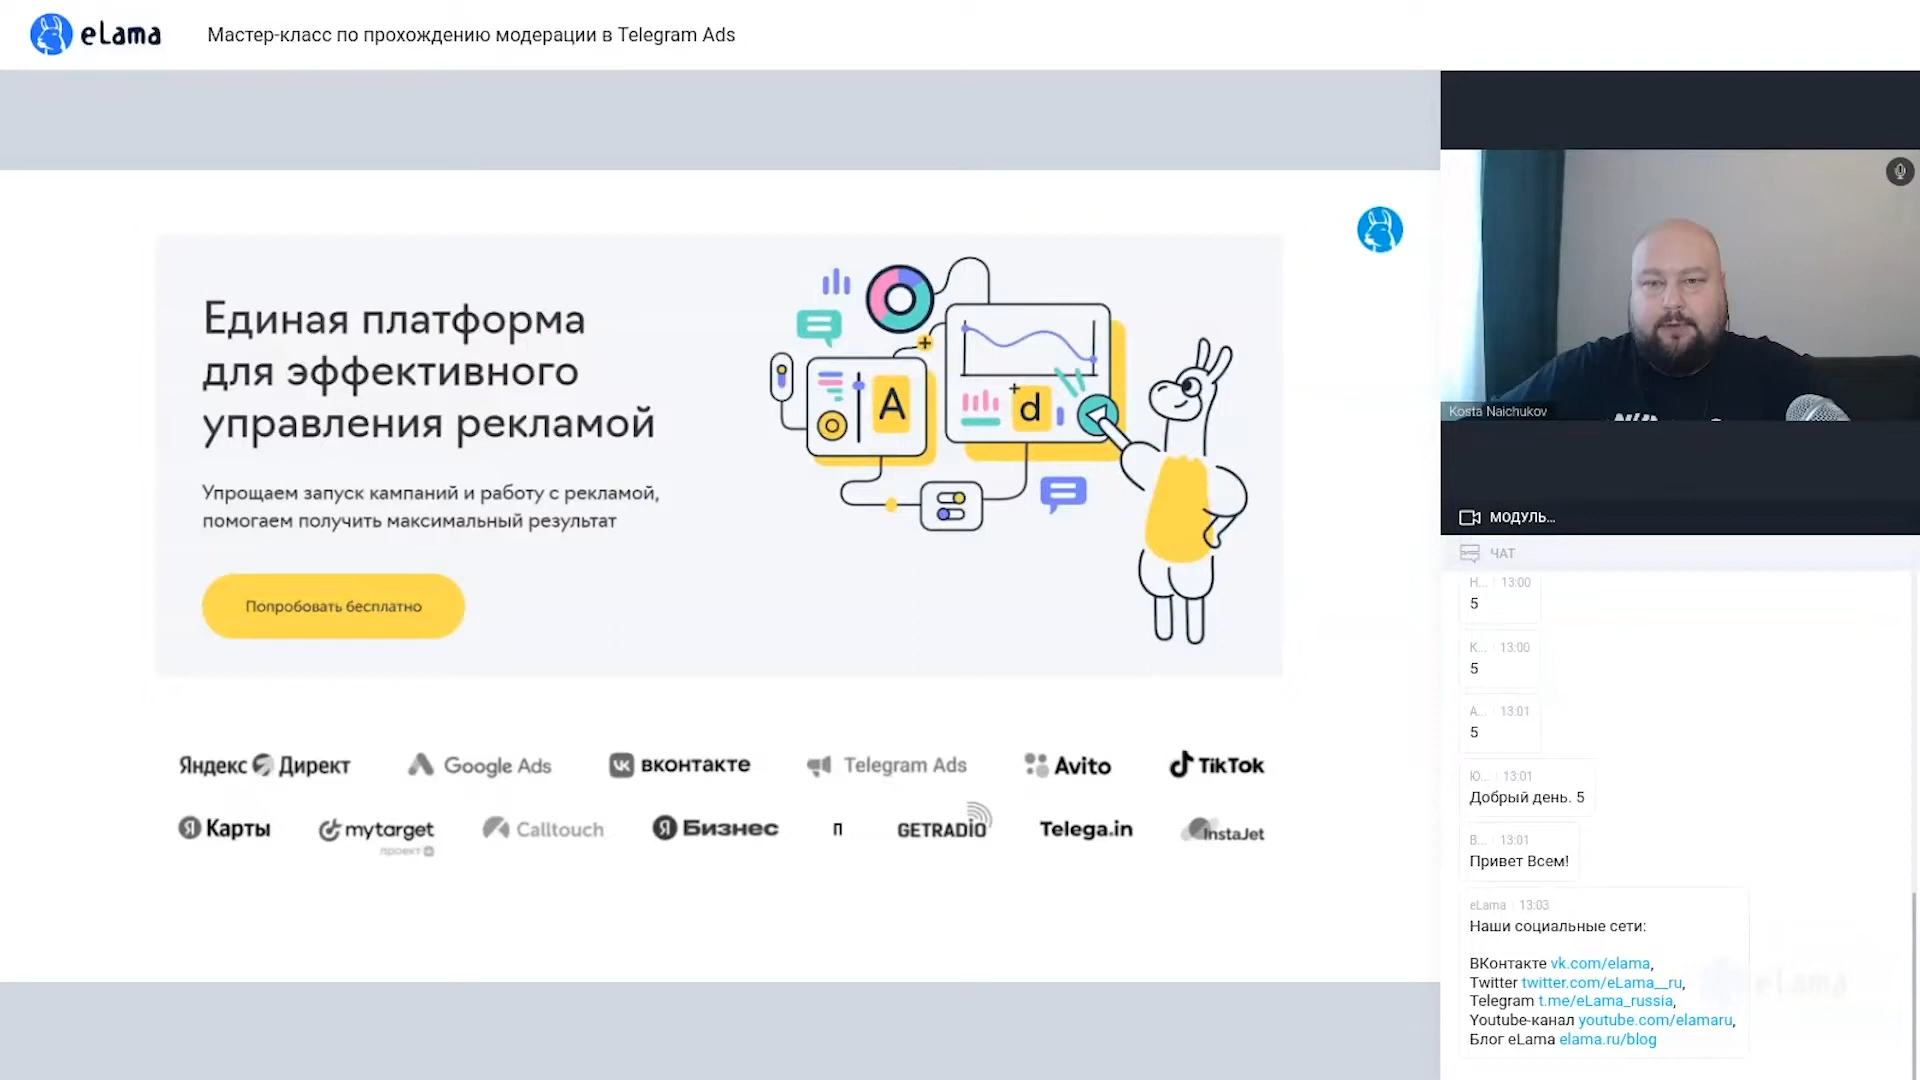 eLama
Мастер-класс по прохождению модерации в Telegram Ads
Единая платформа
для эффективного
управления рекламой
Упрощаем запуск кампаний и работу с рекламой,
помогаем получить максимальный результат
Попробовать бесплатно
A
d
Яндекс Директ
Google Ads
вконтакте
Telegram Ads
Avito
TikTok
Я Карты
mytarget
проект
Calltouch
Я Бизнес
П
GETRADIO
Telega.in
InstaJet
Kosta Naichukov
МОДУЛЬ...
ЧАТ
Н... 13:00
5
К... 13:00
5
А... 13:01
5
Ю... 13:01
Добрый день. 5
В... 13:01
Привет Всем!
eLama 13:03
Наши социальные сети:
ВКонтакте vk.com/elama,
Twitter twitter.com/eLama__ru,
Telegram t.me/eLama_russia,
Youtube-канал youtube.com/elamaru,
Блог eLama elama.ru/blog
eLama